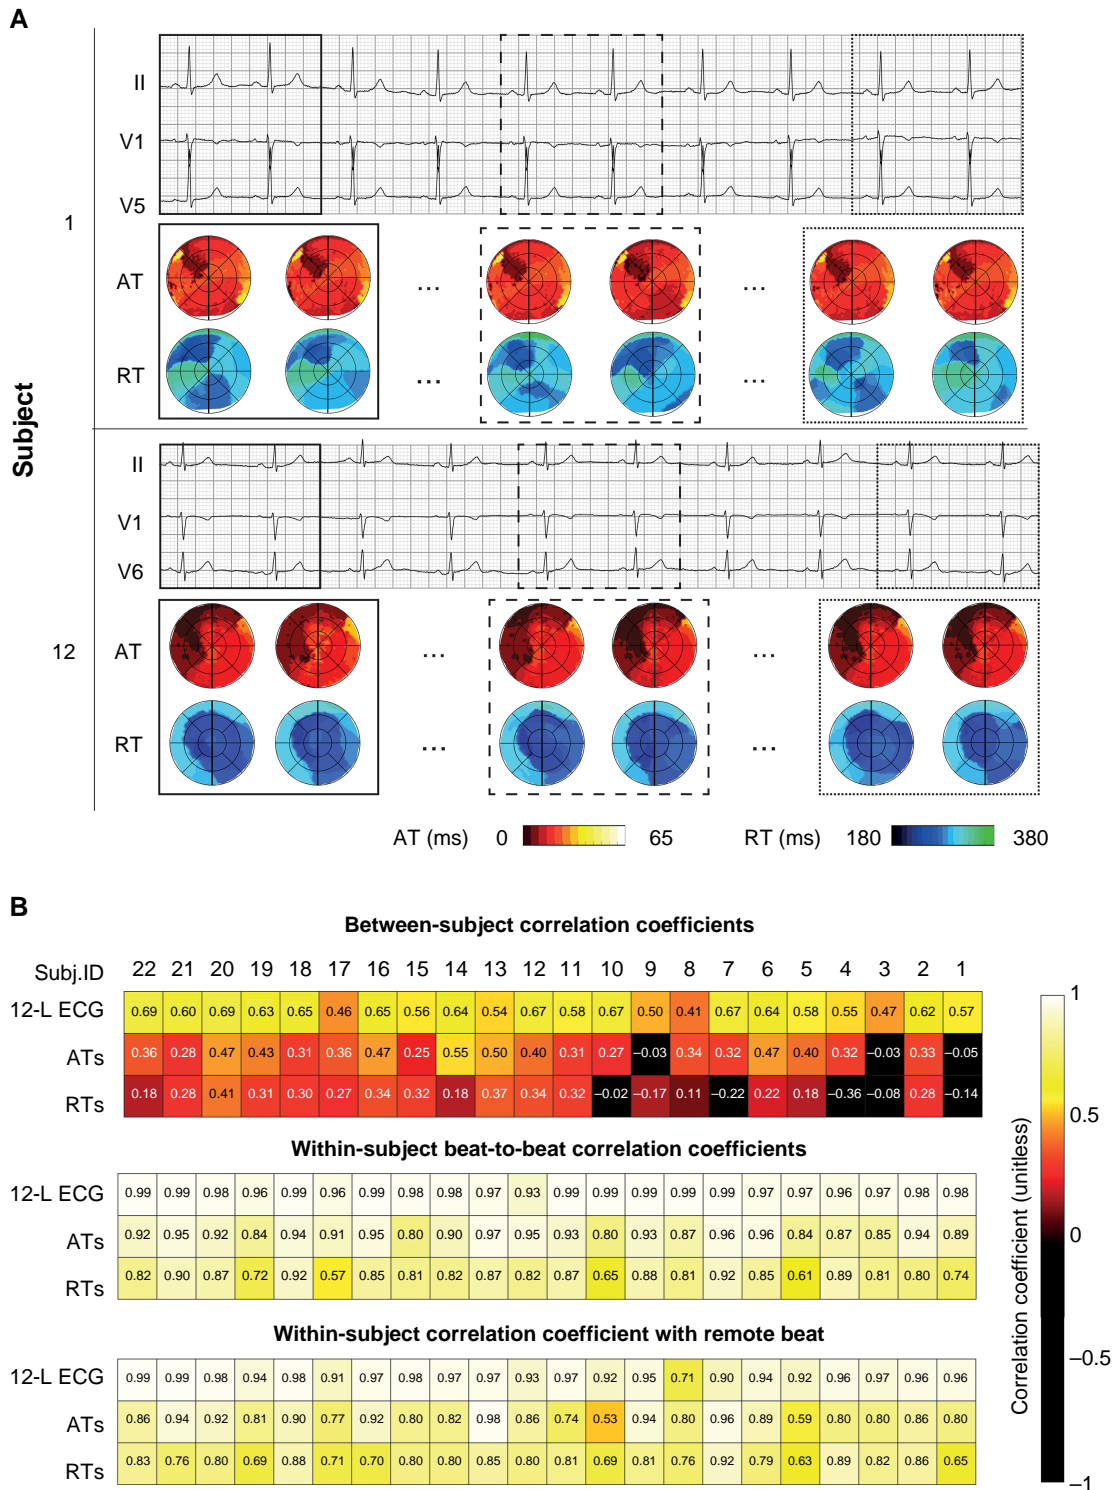 A
II
V1
V5
1
AT
... ...
RT
... ...
Subject
II
V1
V6
12
AT
... ...
RT
... ...
AT (ms) 0 65 RT (ms) 180 380
B
Between-subject correlation coefficients
Subj.ID 22 21 20 19 18 17 16 15 14 13 12 11 10 9 8 7 6 5 4 3 2 1
12-L ECG 0.69 0.60 0.69 0.63 0.65 0.46 0.65 0.56 0.64 0.54 0.67 0.58 0.67 0.50 0.41 0.67 0.64 0.58 0.55 0.47 0.62 0.57
ATs 0.36 0.28 0.47 0.43 0.31 0.36 0.47 0.25 0.55 0.50 0.40 0.31 0.27 –0.03 0.34 0.32 0.47 0.40 0.32 –0.03 0.33 –0.05
RTs 0.18 0.28 0.41 0.31 0.30 0.27 0.34 0.32 0.18 0.37 0.34 0.32 –0.02 –0.17 0.11 –0.22 0.22 0.18 –0.36 –0.08 0.28 –0.14
Within-subject beat-to-beat correlation coefficients
12-L ECG 0.99 0.99 0.98 0.96 0.99 0.96 0.99 0.98 0.98 0.97 0.93 0.99 0.99 0.99 0.99 0.99 0.97 0.97 0.96 0.97 0.98 0.98
ATs 0.92 0.95 0.92 0.84 0.94 0.91 0.95 0.80 0.90 0.97 0.95 0.93 0.80 0.93 0.87 0.96 0.96 0.84 0.87 0.85 0.94 0.89
RTs 0.82 0.90 0.87 0.72 0.92 0.57 0.85 0.81 0.82 0.87 0.82 0.87 0.65 0.88 0.81 0.92 0.85 0.61 0.89 0.81 0.80 0.74
Within-subject correlation coefficient with remote beat
12-L ECG 0.99 0.99 0.98 0.94 0.98 0.91 0.97 0.98 0.97 0.97 0.93 0.97 0.92 0.95 0.71 0.90 0.94 0.92 0.96 0.97 0.96 0.96
ATs 0.86 0.94 0.92 0.81 0.90 0.77 0.92 0.80 0.82 0.98 0.86 0.74 0.53 0.94 0.80 0.96 0.89 0.59 0.80 0.80 0.86 0.80
RTs 0.83 0.76 0.80 0.69 0.88 0.71 0.70 0.80 0.80 0.85 0.80 0.81 0.69 0.81 0.76 0.92 0.79 0.63 0.89 0.82 0.86 0.65
1
0.5
0
–0.5
–1
Correlation coefficient (unitless)